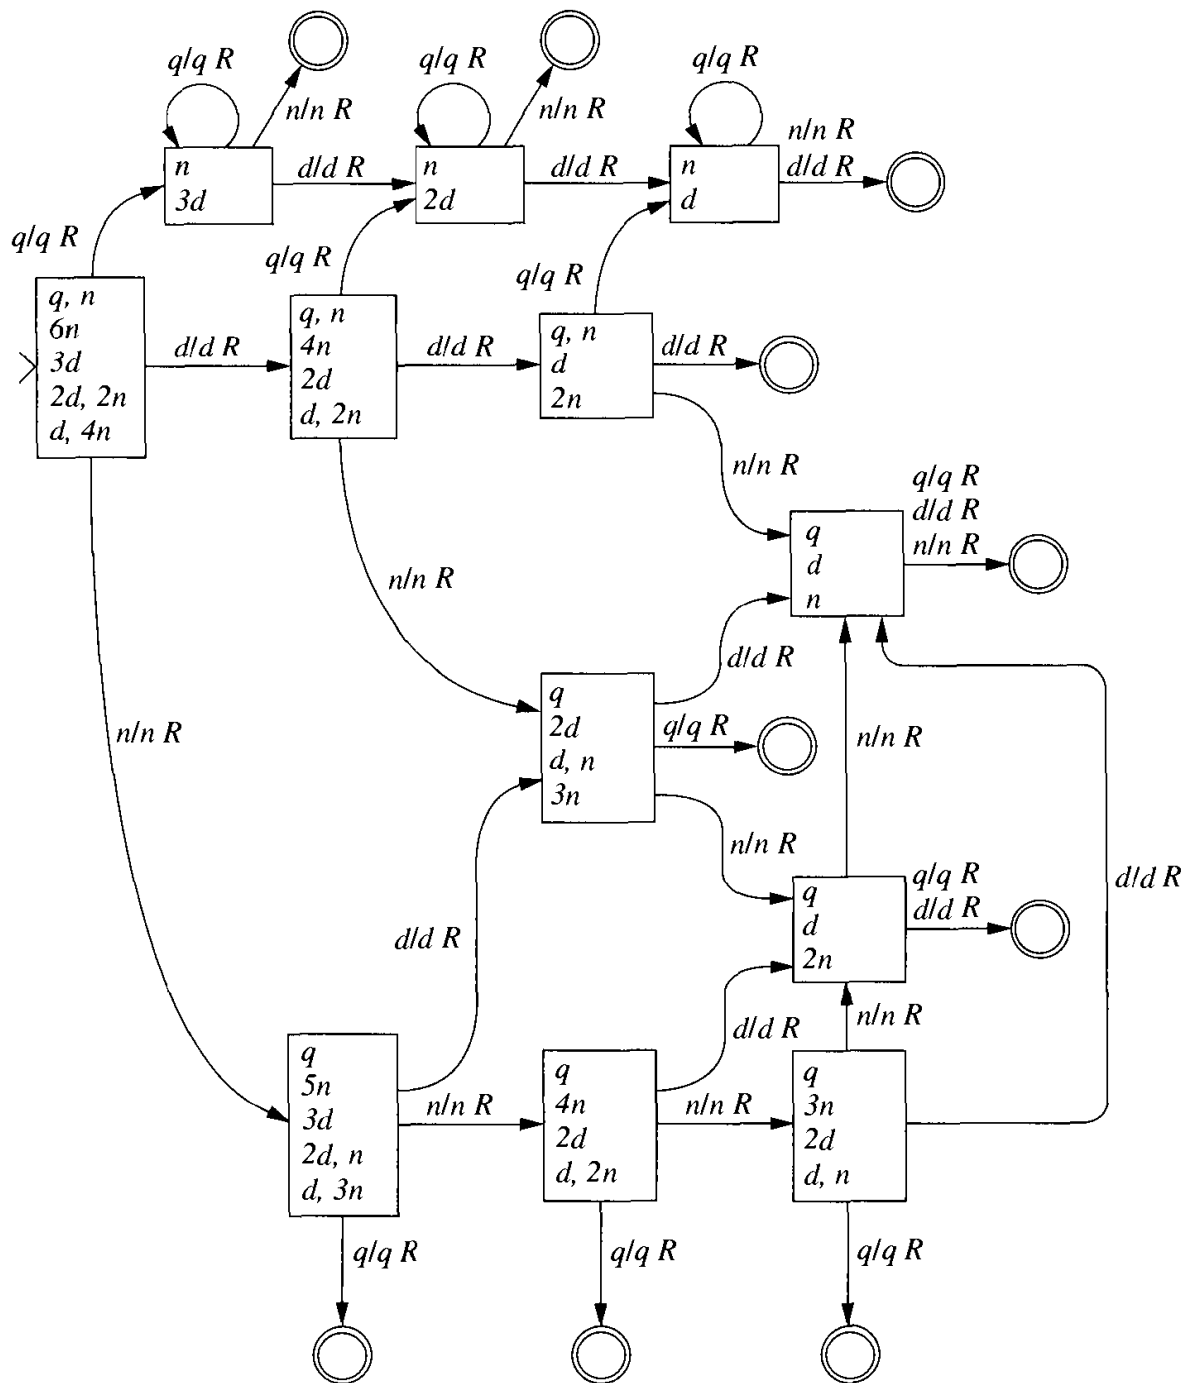 q/q R
q/q R
q/q R
n/n R
n/n R
n/n R
d/d R
n
3d
d/d R
n
2d
d/d R
n
d
q/q R
q/q R
q/q R
q, n
6n
3d
2d, 2n
d, 4n
d/d R
q, n
4n
2d
d, 2n
d/d R
q, n
d
2n
d/d R
n/n R
q/q R
d/d R
n/n R
q
d
n
n/n R
d/d R
q
2d
d, n
3n
q/q R
n/n R
n/n R
n/n R
q/q R
d/d R
d/d R
q
d
2n
d/d R
n/n R
d/d R
q
5n
3d
2d, n
d, 3n
n/n R
q
4n
2d
d, 2n
n/n R
q
3n
2d
d, n
q/q R
q/q R
q/q R